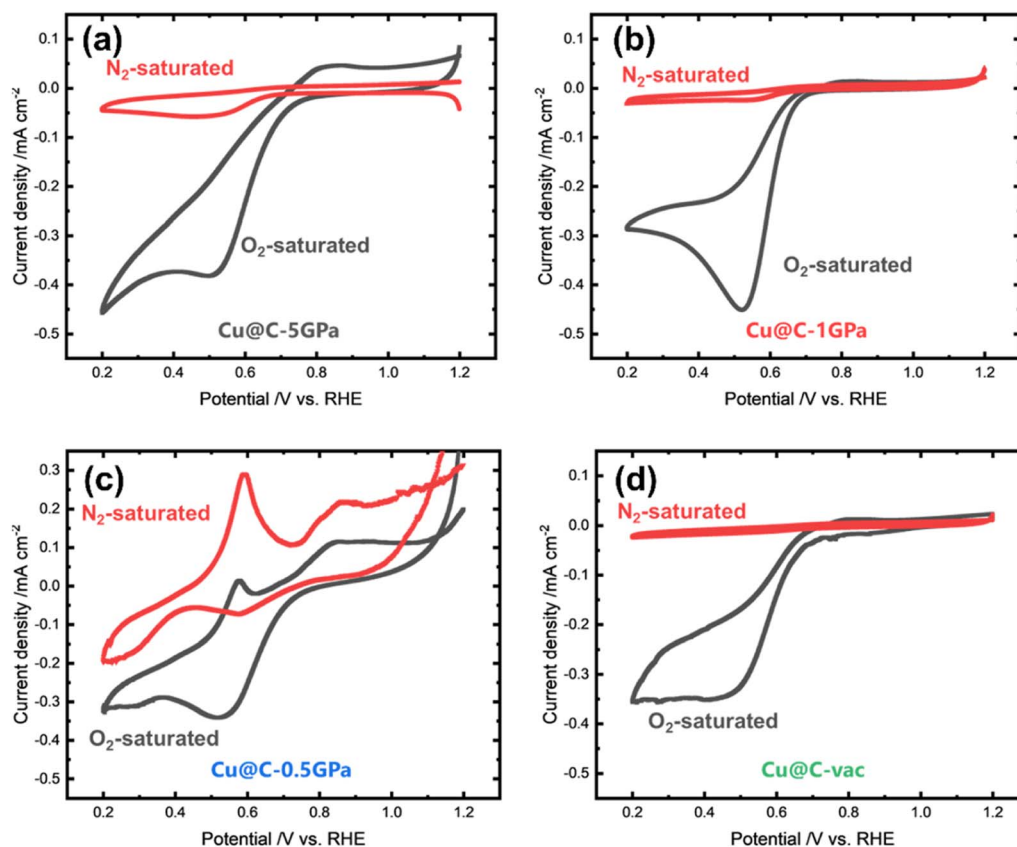 (a)
N₂-saturated
O₂-saturated
Cu@C-5GPa
Current density /mA cm⁻²
0.1
0.0
-0.1
-0.2
-0.3
-0.4
-0.5
0.2 0.4 0.6 0.8 1.0 1.2
Potential /V vs. RHE
(b)
N₂-saturated
O₂-saturated
Cu@C-1GPa
Current density /mA cm⁻²
0.1
0.0
-0.1
-0.2
-0.3
-0.4
-0.5
0.2 0.4 0.6 0.8 1.0 1.2
Potential /V vs. RHE
(c)
N₂-saturated
O₂-saturated
Cu@C-0.5GPa
Current density /mA cm⁻²
0.3
0.2
0.1
0.0
-0.1
-0.2
-0.3
-0.4
-0.5
0.2 0.4 0.6 0.8 1.0 1.2
Potential /V vs. RHE
(d)
N₂-saturated
O₂-saturated
Cu@C-vac
Current density /mA cm⁻²
0.1
0.0
-0.1
-0.2
-0.3
-0.4
-0.5
0.2 0.4 0.6 0.8 1.0 1.2
Potential /V vs. RHE